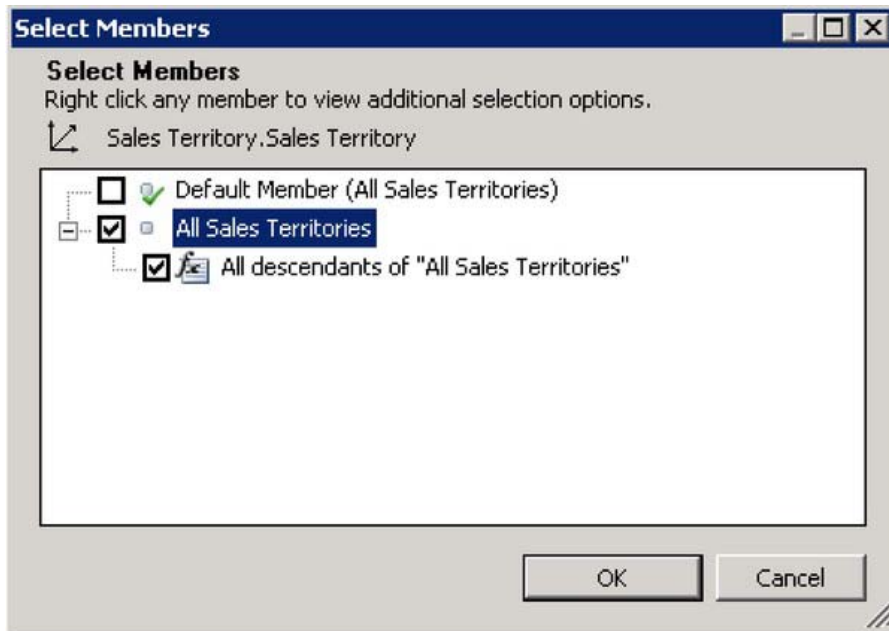 Select Members
Select Members
Right click any member to view additional selection options.
Sales Territory.Sales Territory
Default Member (All Sales Territories)
All Sales Territories
All descendants of "All Sales Territories"
OK Cancel